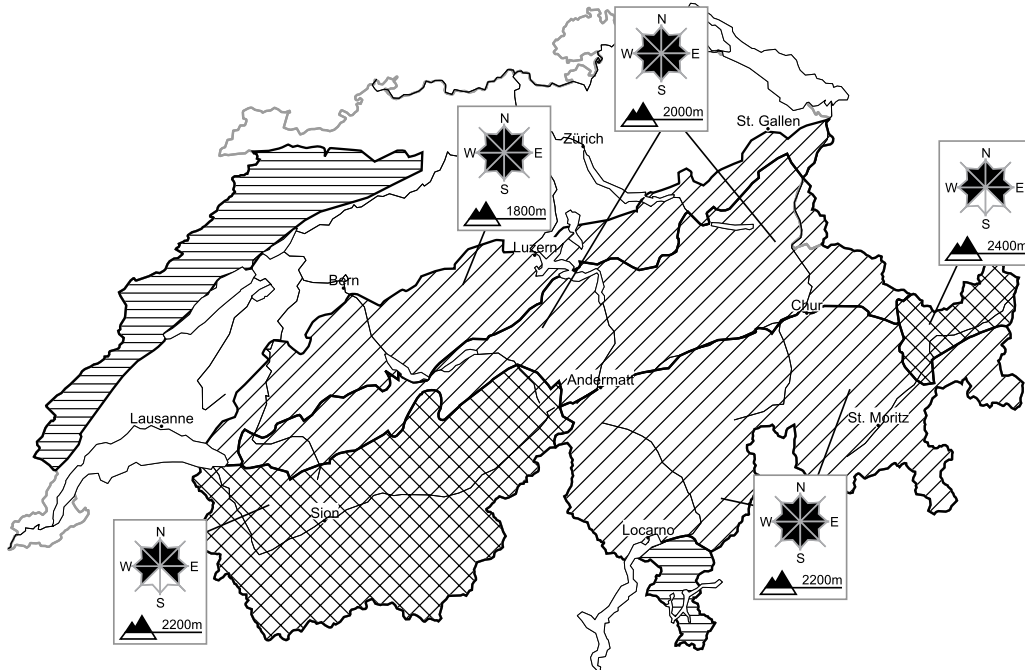 N
W E
S
2000m
N
W E
S
1800m
Zürich
St. Gallen
N
W E
S
2400m
Luzern
Bern
Chur
Andermatt
Lausanne
St. Moritz
Sion
Locarno
N
W E
S
2200m
N
W E
S
2200m